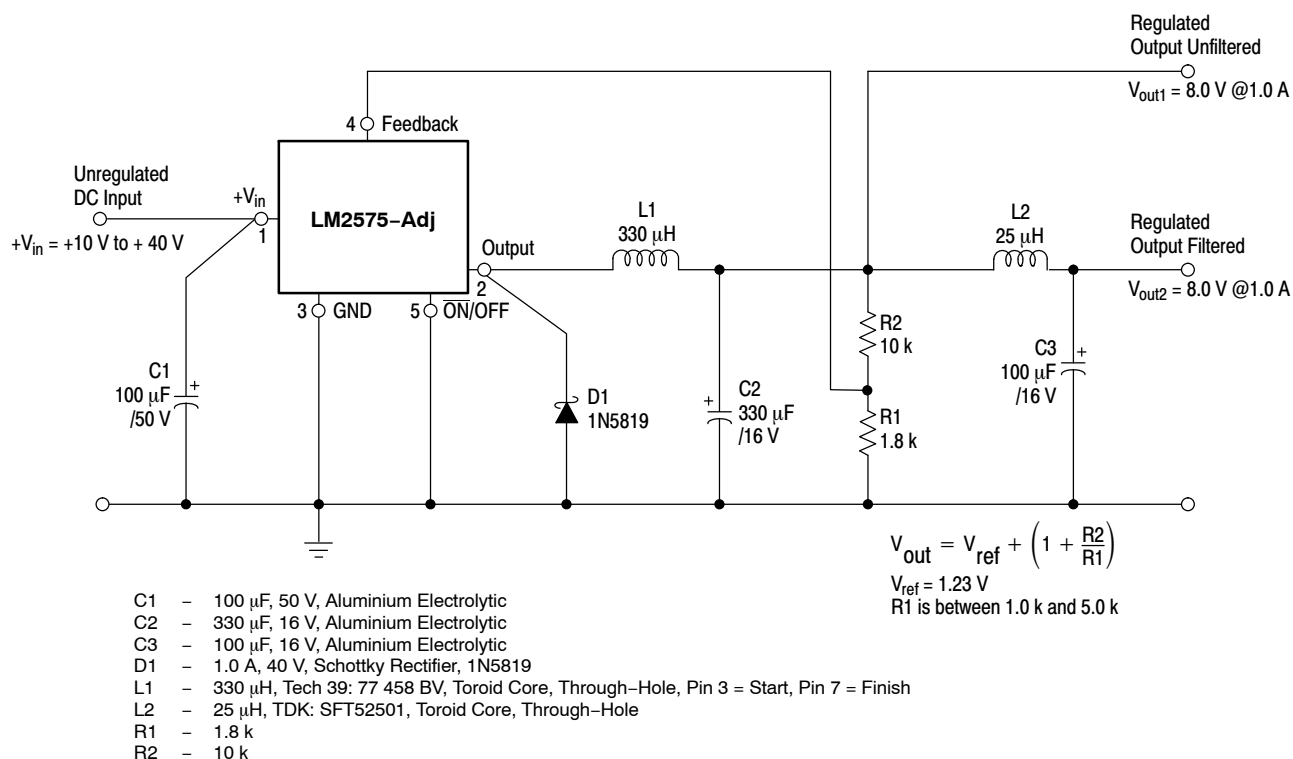 Regulated
Output Unfiltered
Vout1 = 8.0 V @1.0 A
4 Feedback
Unregulated
DC Input
+Vin = +10 V to + 40 V
+Vin
1
LM2575−Adj
Output
2
3 GND
5 O̅N̅/OFF
L1
330 μH
L2
25 μH
Regulated
Output Filtered
Vout2 = 8.0 V @1.0 A
C1
100 μF
/50 V
+
D1
1N5819
+
C2
330 μF
/16 V
R2
10 k
R1
1.8 k
C3
100 μF
/16 V
+
Vout = Vref + (1 + R2/R1)
Vref = 1.23 V
R1 is between 1.0 k and 5.0 k
C1 − 100 μF, 50 V, Aluminium Electrolytic
C2 − 330 μF, 16 V, Aluminium Electrolytic
C3 − 100 μF, 16 V, Aluminium Electrolytic
D1 − 1.0 A, 40 V, Schottky Rectifier, 1N5819
L1 − 330 μH, Tech 39: 77 458 BV, Toroid Core, Through−Hole, Pin 3 = Start, Pin 7 = Finish
L2 − 25 μH, TDK: SFT52501, Toroid Core, Through−Hole
R1 − 1.8 k
R2 − 10 k